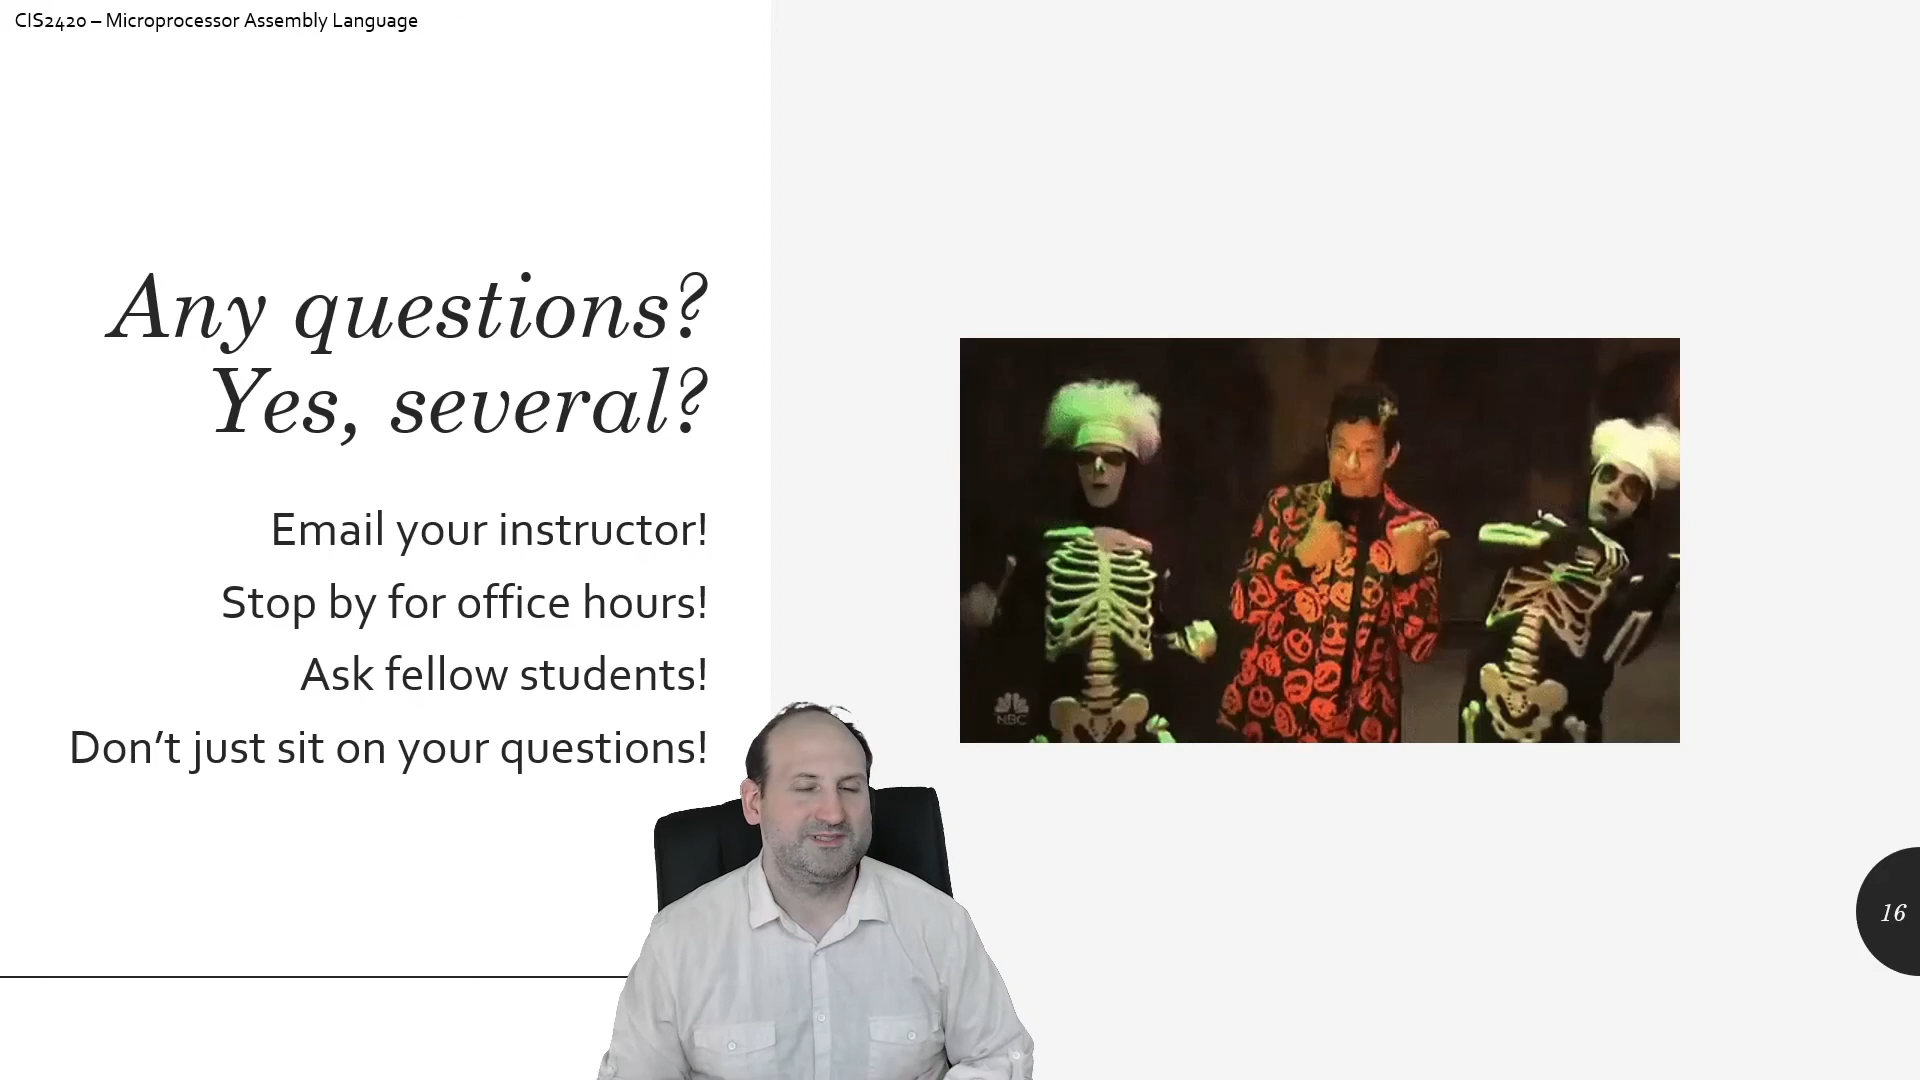 CIS2420 – Microprocessor Assembly Language
Any questions?
Yes, several?
Email your instructor!
Stop by for office hours!
Ask fellow students!
Don’t just sit on your questions!
NBC
16